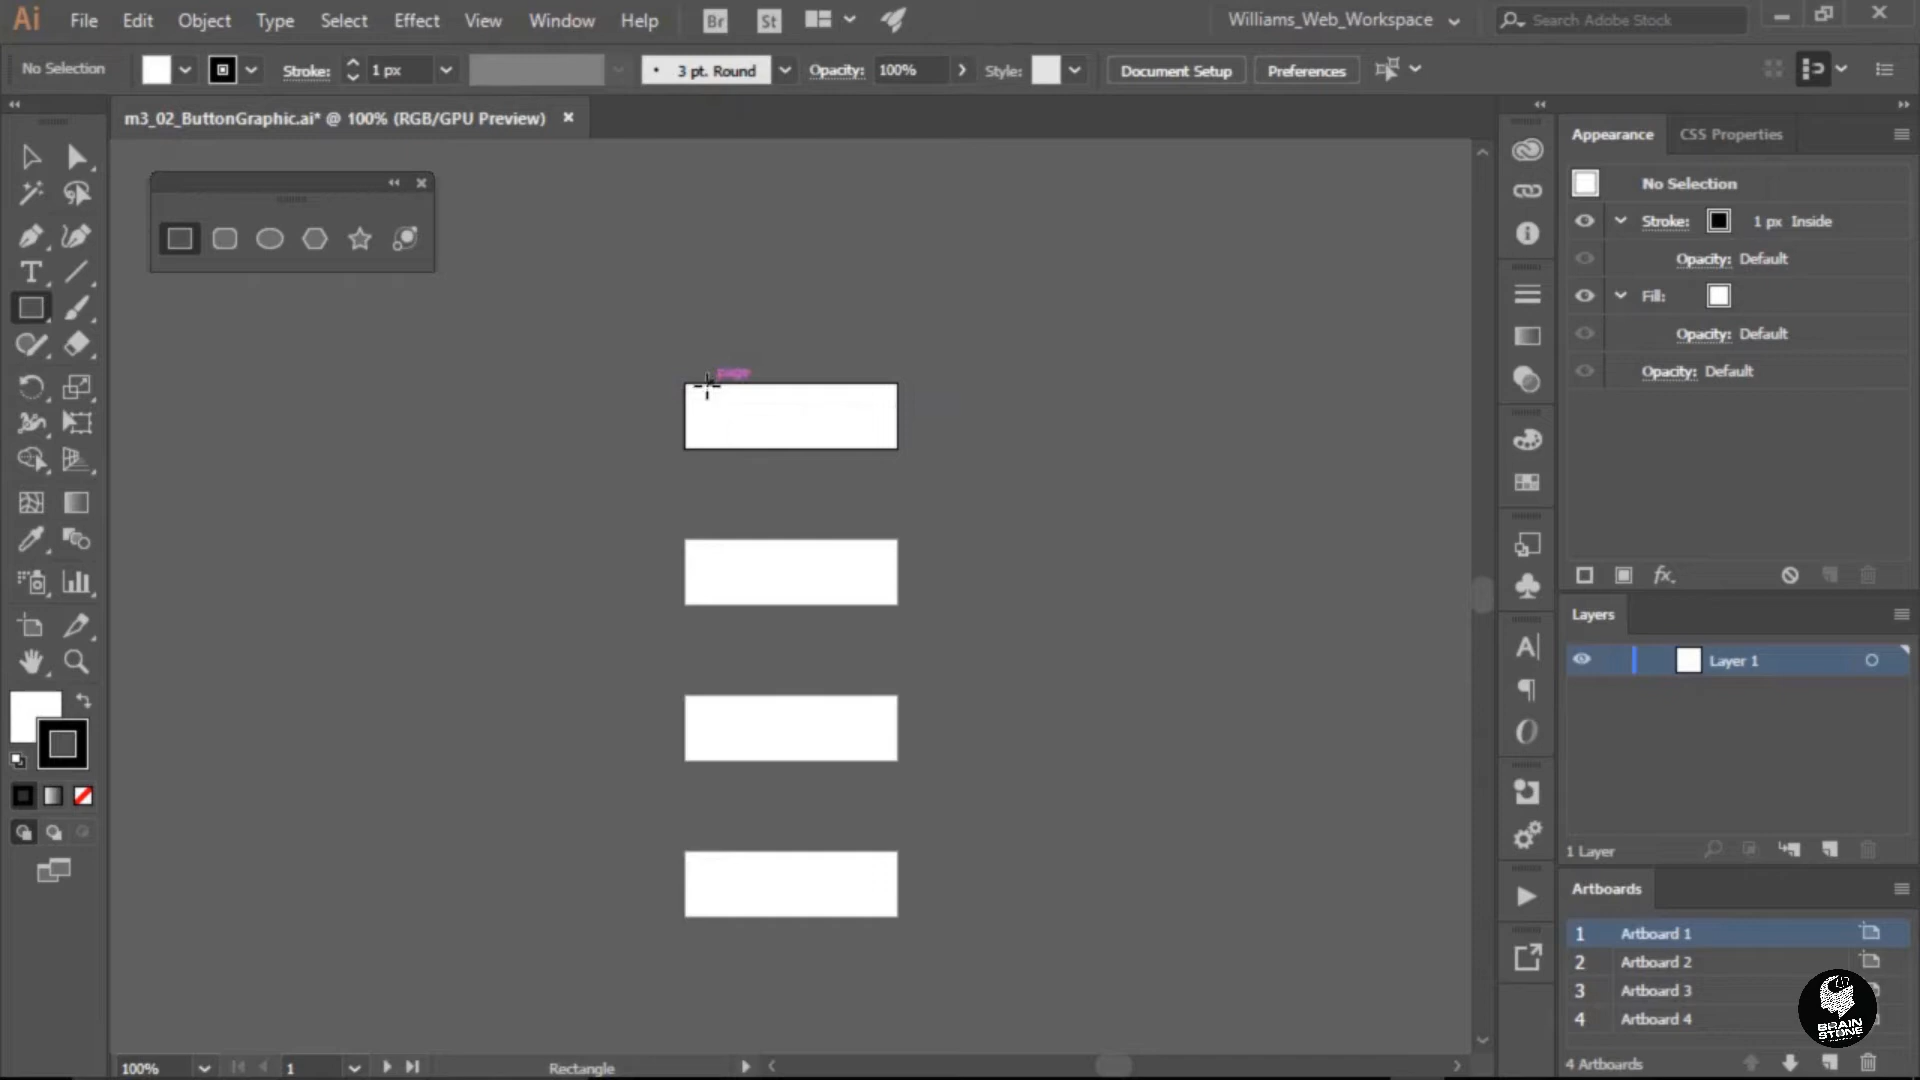 Ai File Edit Object Type Select Effect View Window Help Br St Williams_Web_Workspace Search Adobe Stock
No Selection Stroke: 1 px 3 pt. Round Opacity: 100% Style: Document Setup Preferences
m3_02_ButtonGraphic.ai* @ 100% (RGB/GPU Preview)
Appearance CSS Properties
No Selection
Stroke: 1 px Inside
Opacity: Default
Fill:
Opacity: Default
Opacity: Default
page
Layers
Layer 1
1 Layer
Artboards
1 Artboard 1
2 Artboard 2
3 Artboard 3
4 Artboard 4
4 Artboards
BRAIN
STONE
100% 1 Rectangle